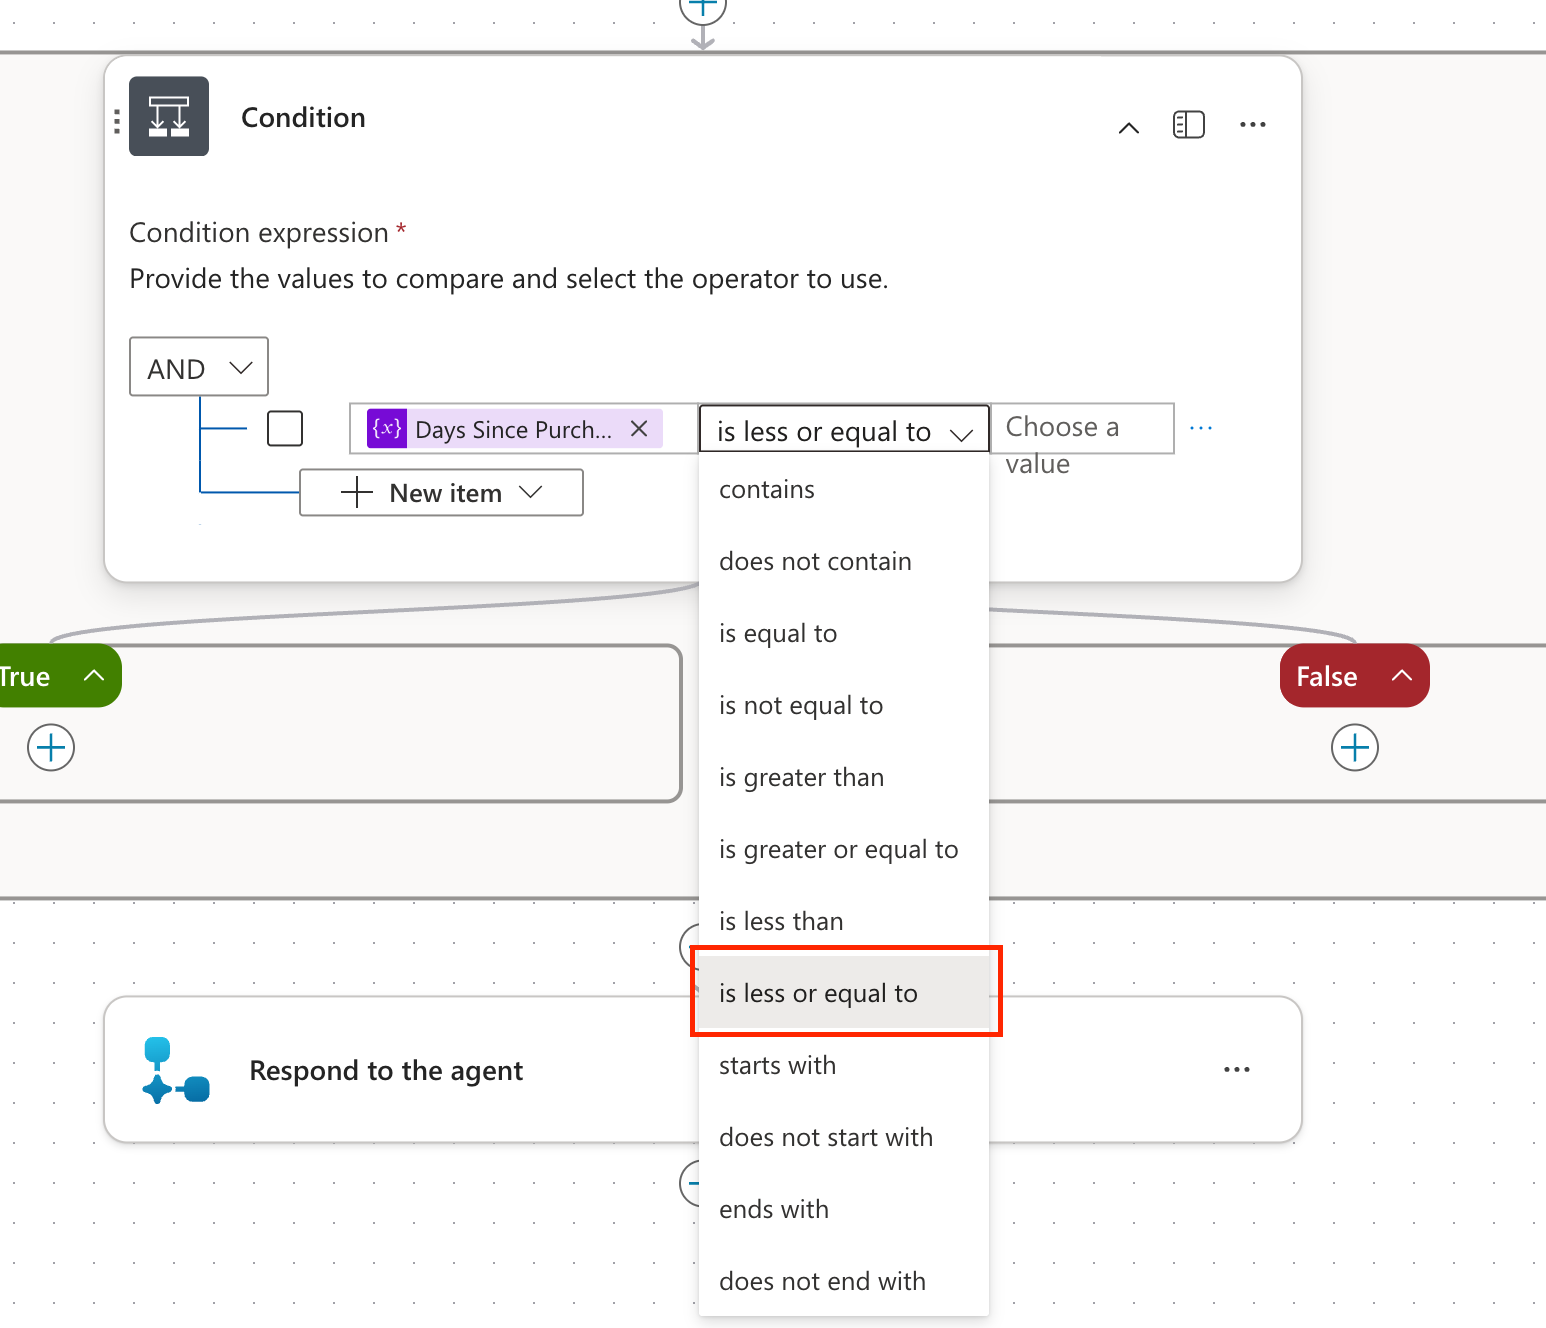 Condition
Condition expression *
Provide the values to compare and select the operator to use.
AND
{x} Days Since Purch...
is less or equal to
Choose a
value
New item
contains
does not contain
is equal to
is not equal to
is greater than
is greater or equal to
is less than
is less or equal to
starts with
does not start with
ends with
does not end with
True
False
Respond to the agent